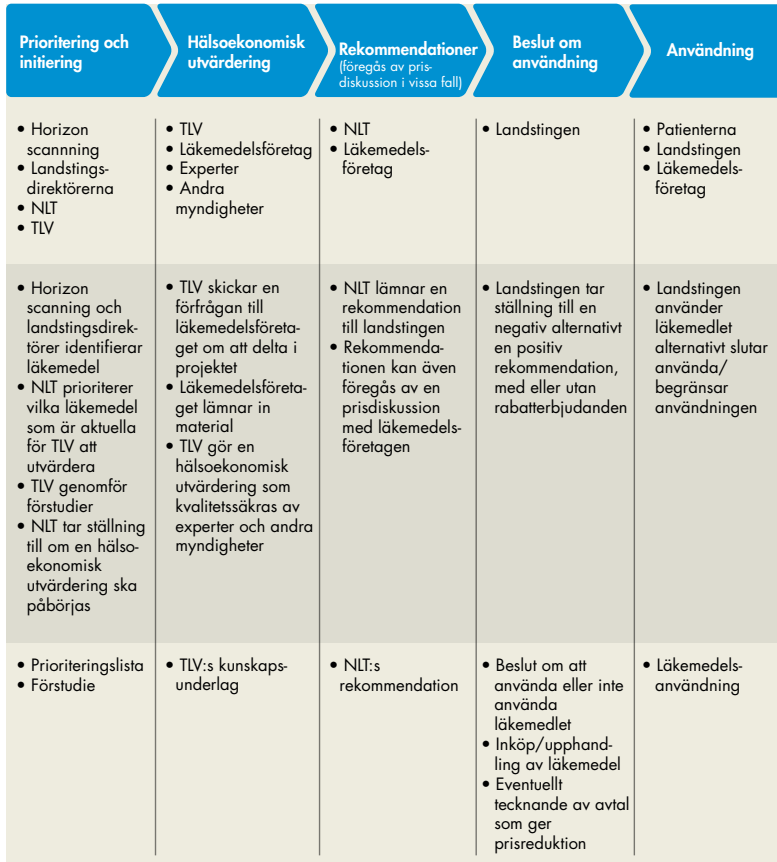 Prioritering och
initiering
Hälsoekonomisk
utvärdering
Rekommendationer
(föregås av pris-
diskussion i vissa fall)
Beslut om
användning
Användning
• Horizon
scannning
• Landstings-
direktörerna
• NLT
• TLV
• TLV
• Läkemedelsföretag
• Experter
• Andra
myndigheter
• NLT
• Läkemedels-
företag
• Landstingen
• Patienterna
• Landstingen
• Läkemedels-
företag
• Horizon
scanning och
landstingsdirek-
törer identifierar
läkemedel
• NLT prioriterer
vilka läkemedel
som är aktuella
för TLV att
utvärdera
• TLV genomför
förstudier
• NLT tar ställning
till om en hälso-
ekonomisk
utvärdering ska
påbörjas
• TLV skickar en
förfrågan till
läkemedelsföreta-
get om att delta i
projektet
• Läkemedelsföreta-
get lämnar in
material
• TLV gör en
hälsoekonomisk
utvärdering som
kvalitetssäkras av
experter och andra
myndigheter
• NLT lämnar en
rekommendation
till landstingen
• Rekommenda-
tionen kan även
föregås av en
prisdiskussion
med läkemedels-
företagen
• Landstingen tar
ställning till en
negativ alternativt
en positiv
rekommendation,
med eller utan
rabatterbjudanden
• Landstingen
använder
läkemedlet
alternativt slutar
använda/
begränsar
användningen
• Prioriteringslista
• Förstudie
• TLV:s kunskaps-
underlag
• NLT:s
rekommendation
• Beslut om att
använda eller inte
använda
läkemedlet
• Inköp/upphand-
ling av läkemedel
• Eventuellt
tecknande av avtal
som ger
prisreduktion
• Läkemedels-
användning